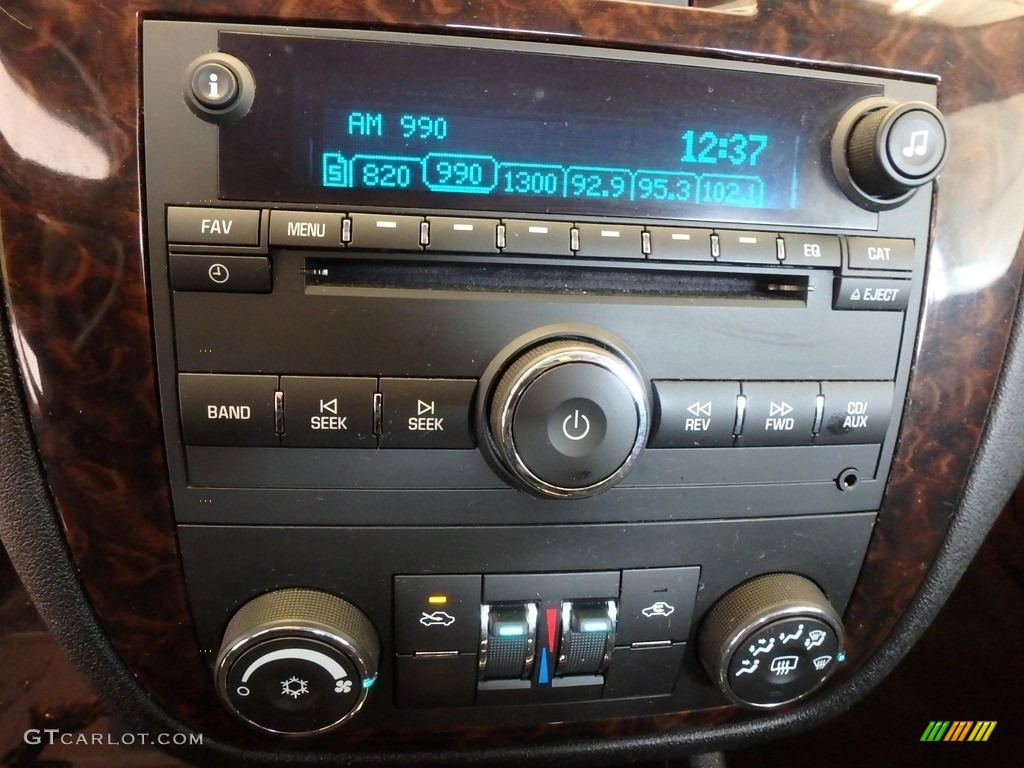 i
AM 990
12:37
5 820 990 1300 92.9 95.3 102.1
FAV MENU EQ CAT
EJECT
BAND SEEK SEEK REV FWD CD/
AUX
GTCARLOT.COM